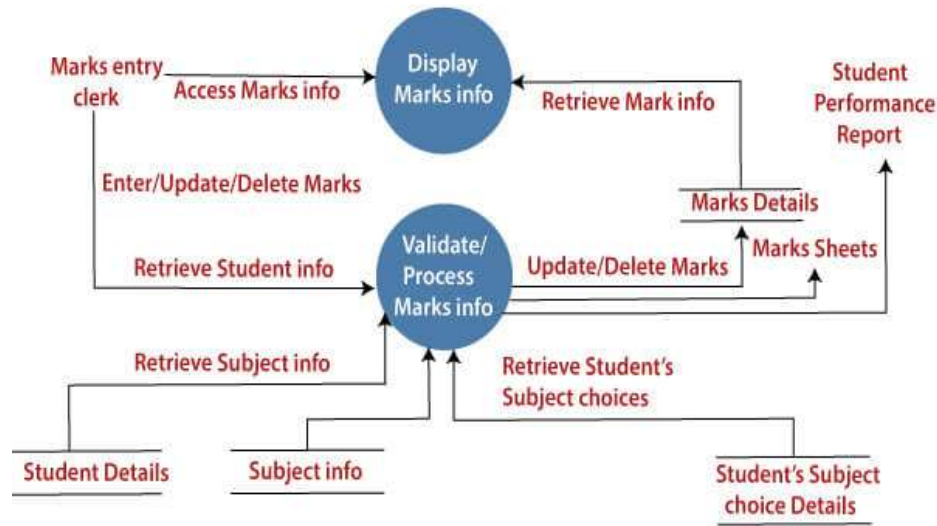 Marks entry
clerk
Access Marks info
Display
Marks info
Retrieve Mark info
Student
Performance
Report
Enter/Update/Delete Marks
Marks Details
Retrieve Student info
Validate/
Process
Marks info
Update/Delete Marks
Marks Sheets
Retrieve Subject info
Retrieve Student's
Subject choices
Student Details
Subject info
Student's Subject
choice Details